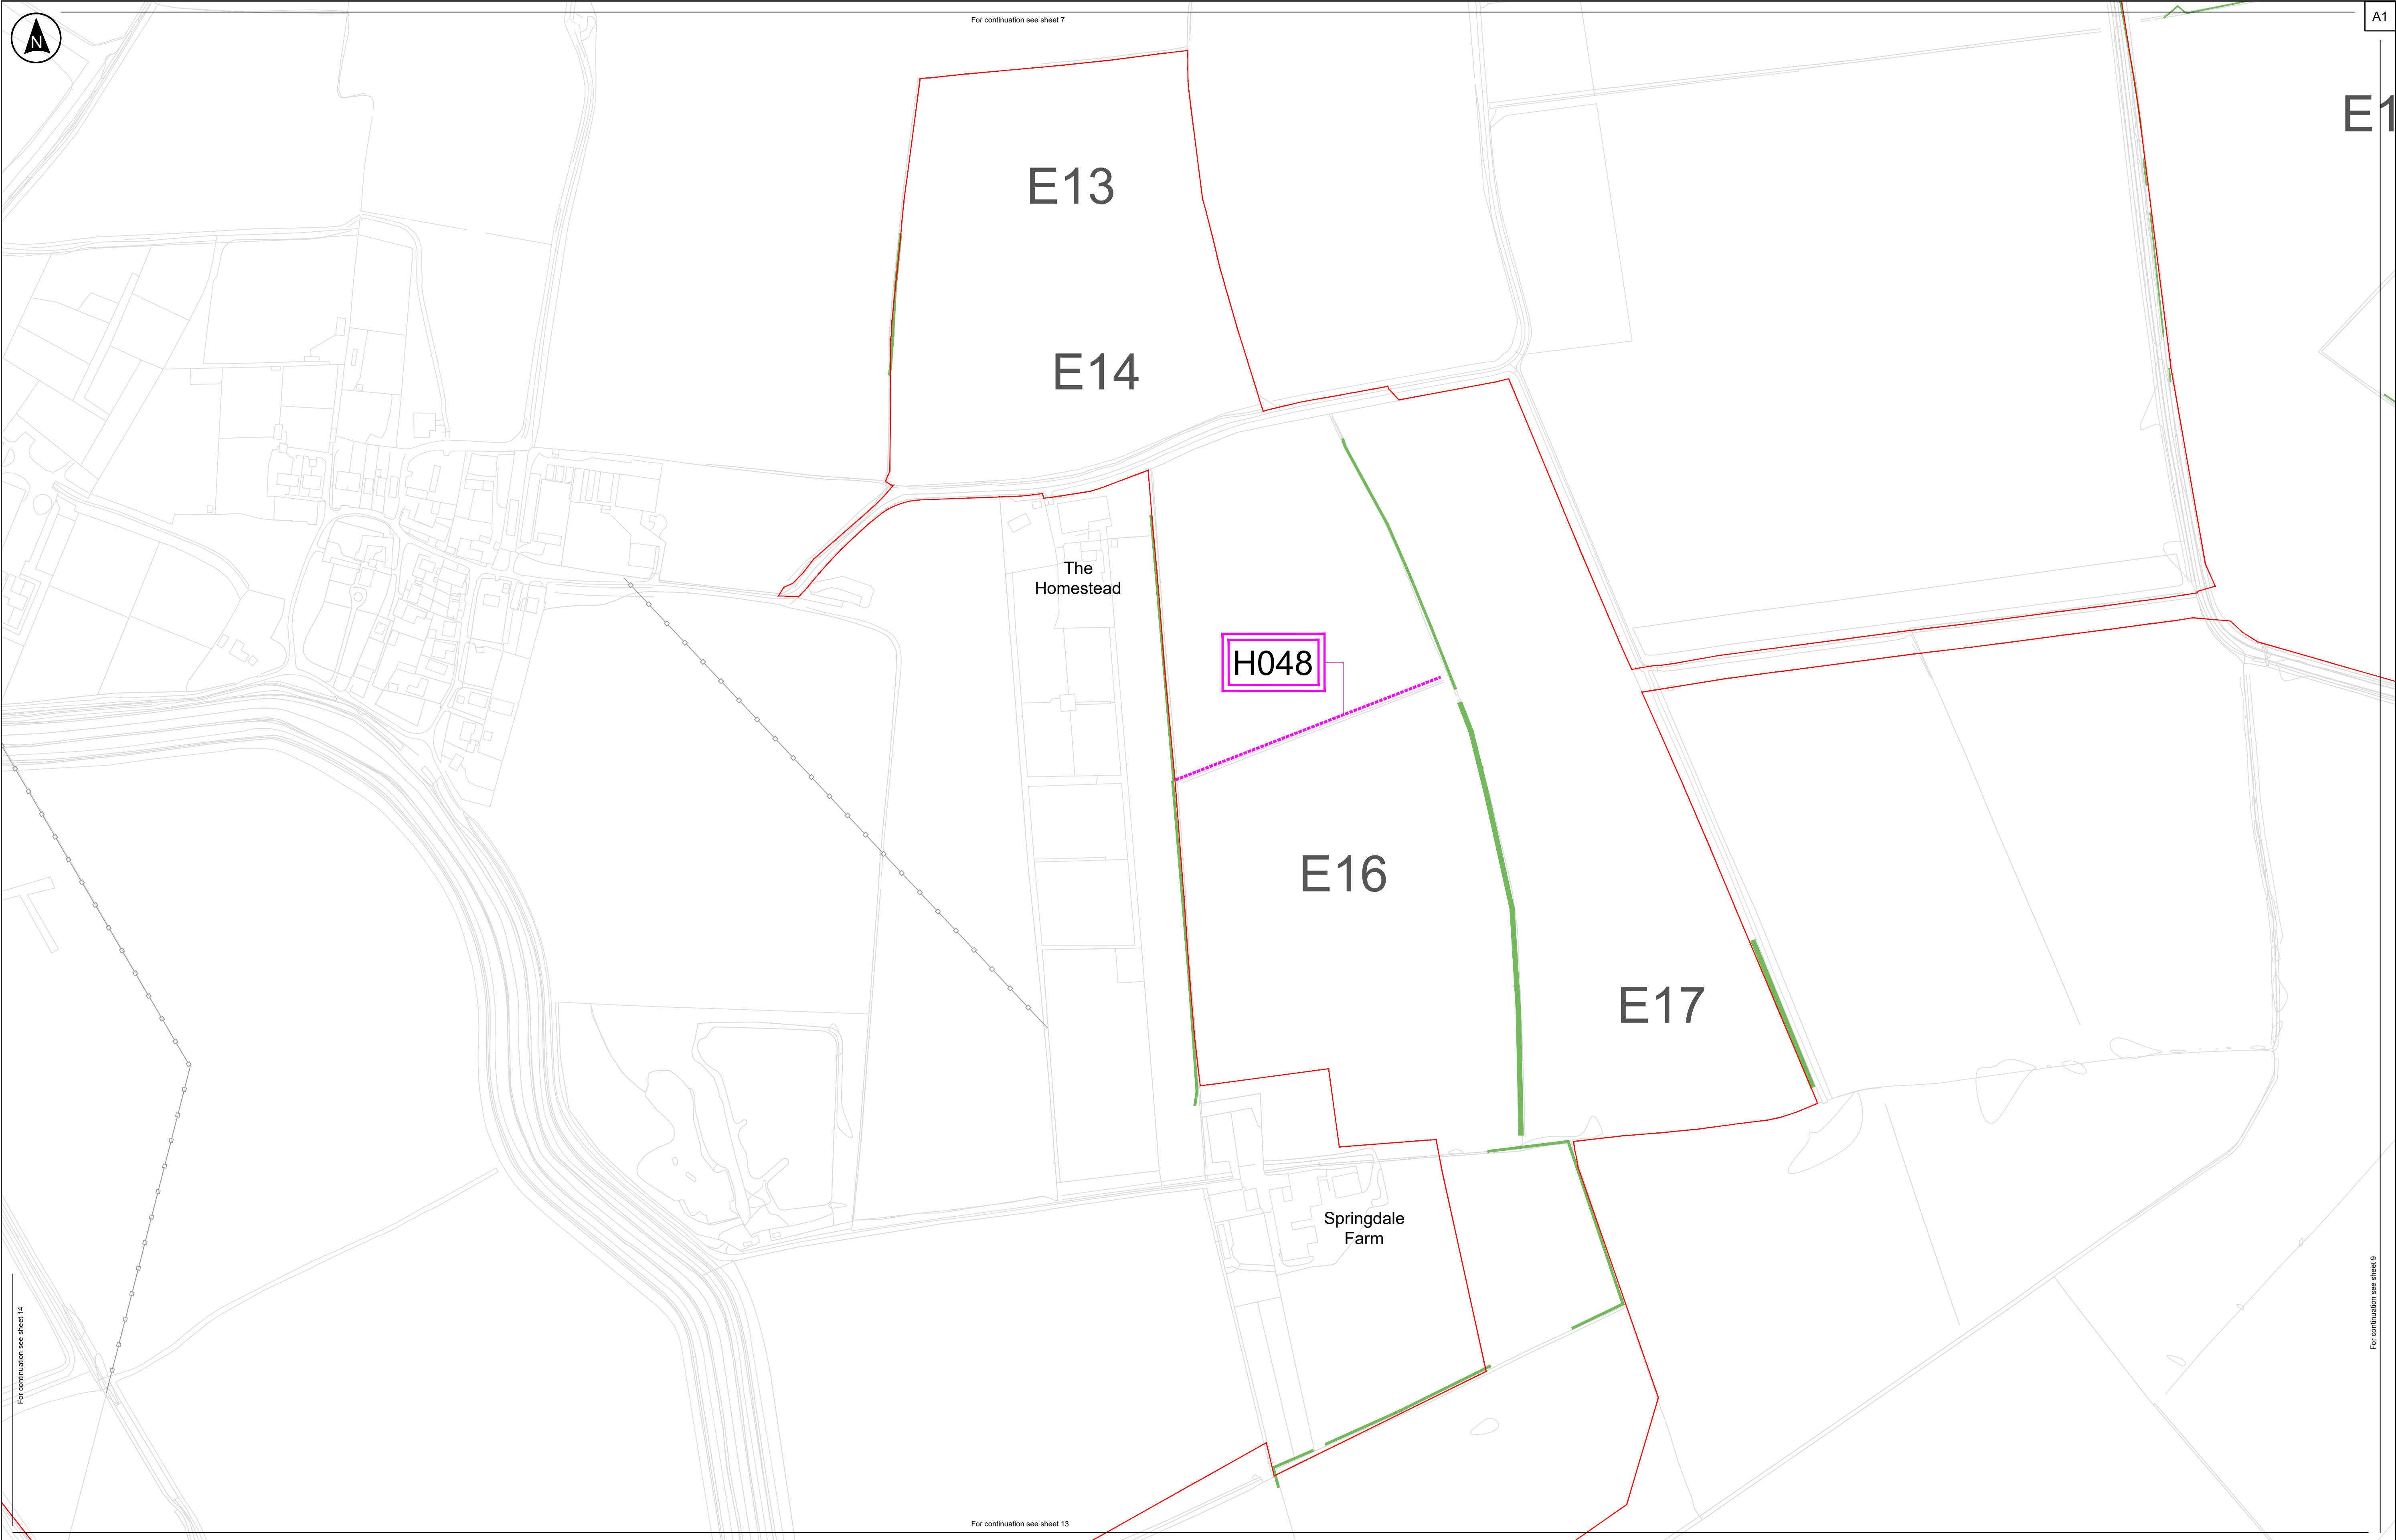 For continuation see sheet 7
A1
N
E1
E13
E14
The
Homestead
H048
E16
E17
Springdale
Farm
For continuation see sheet 14
For continuation see sheet 9
For continuation see sheet 13